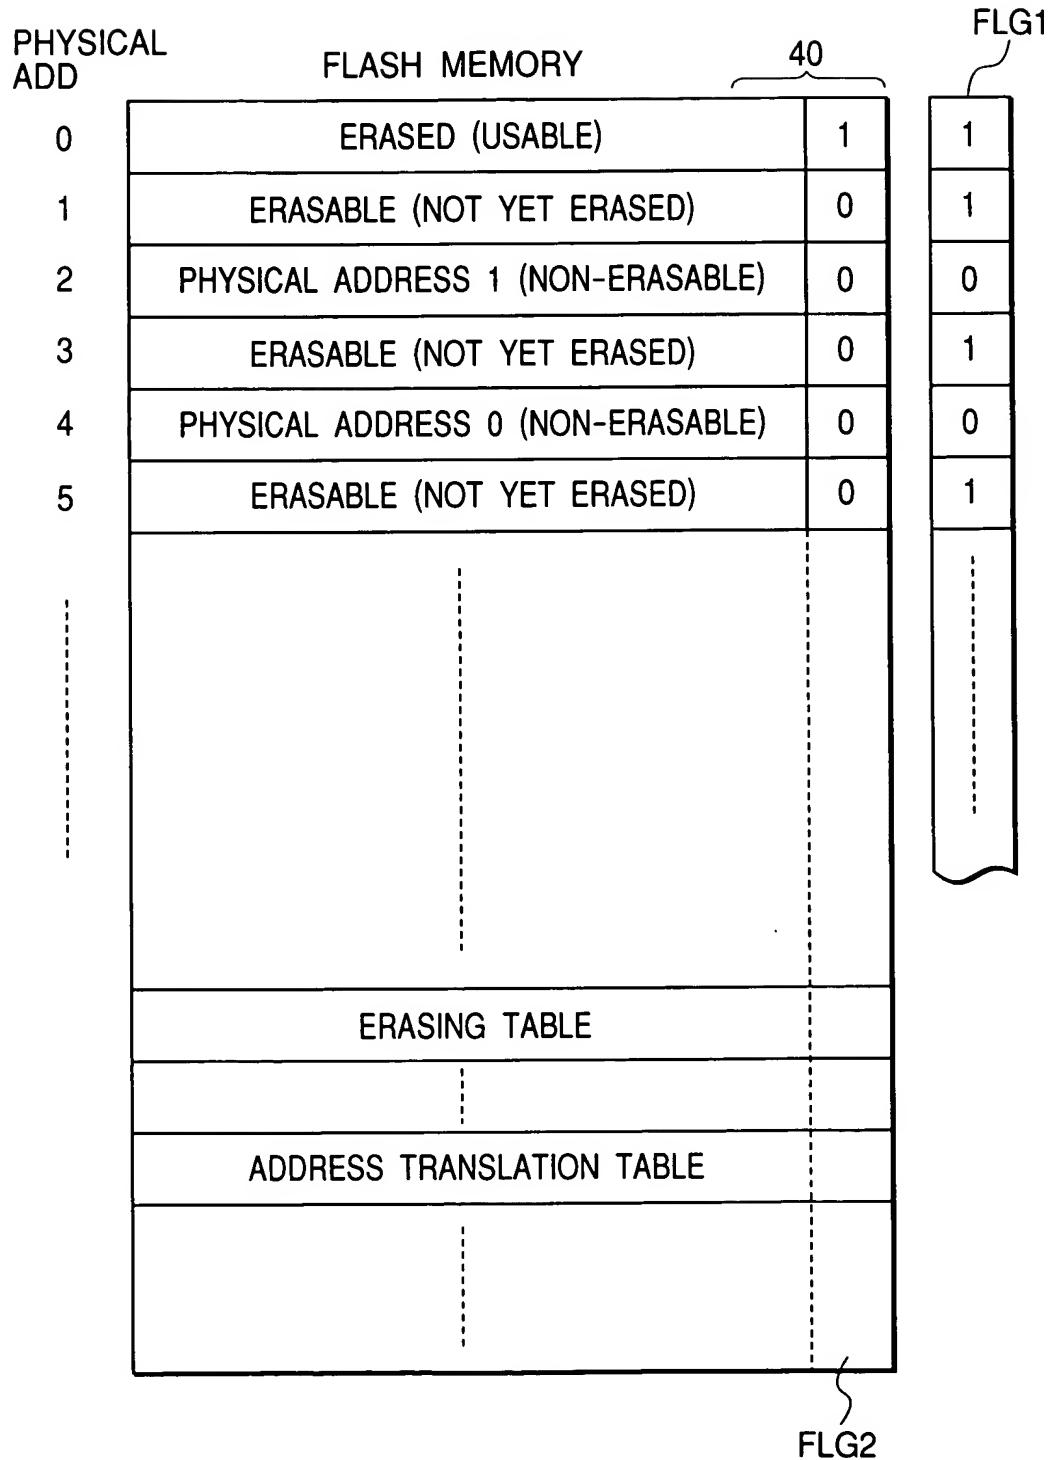 FLG1
PHYSICAL
ADD
FLASH MEMORY
40
0 ERASED (USABLE) 1 1
1 ERASABLE (NOT YET ERASED) 0 1
2 PHYSICAL ADDRESS 1 (NON-ERASABLE) 0 0
3 ERASABLE (NOT YET ERASED) 0 1
4 PHYSICAL ADDRESS 0 (NON-ERASABLE) 0 0
5 ERASABLE (NOT YET ERASED) 0 1
ERASING TABLE
ADDRESS TRANSLATION TABLE
FLG2